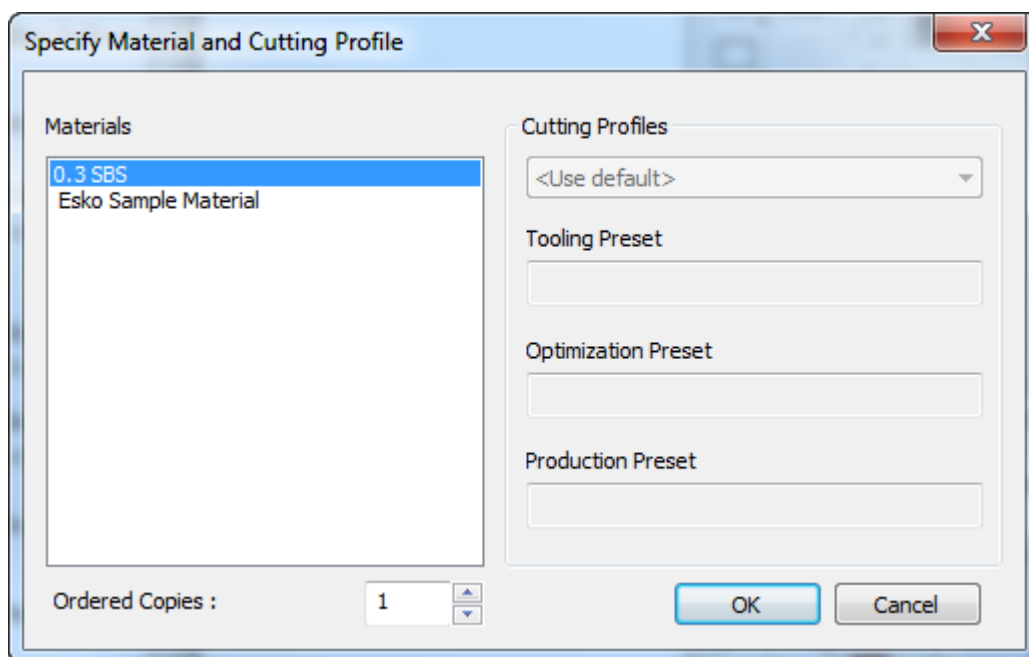 Specify Material and Cutting Profile
Materials
0.3 SBS
Esko Sample Material
Cutting Profiles
<Use default>
Tooling Preset
Optimization Preset
Production Preset
Ordered Copies :
1
OK
Cancel